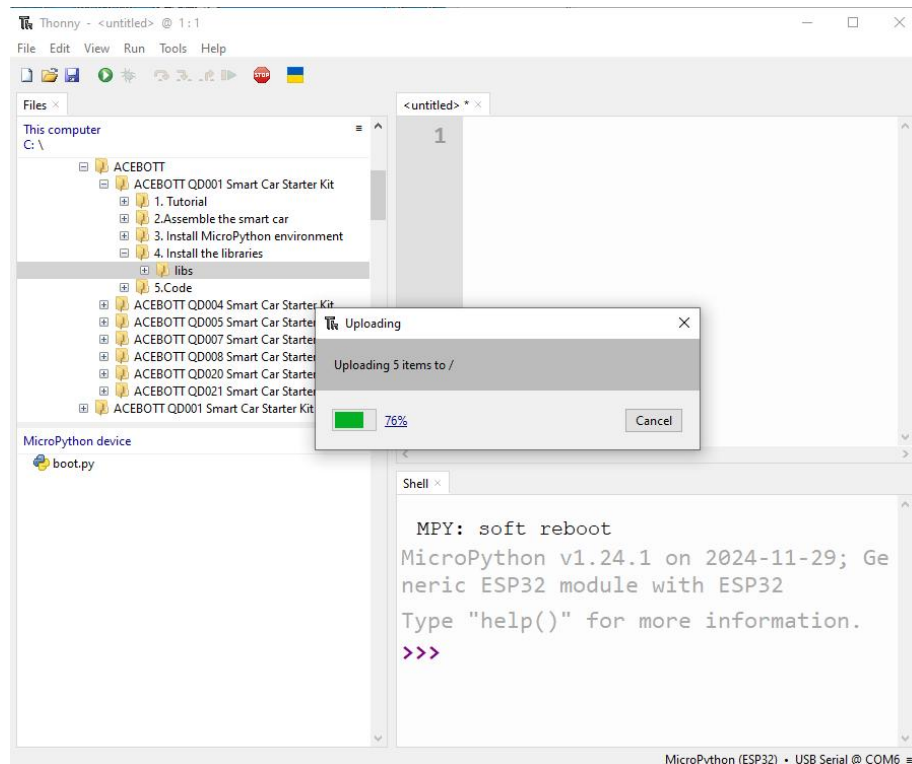 Thonny - <untitled> @ 1:1
File Edit View Run Tools Help
STOP
Files
This computer
C:\
ACEBOTT
ACEBOTT QD001 Smart Car Starter Kit
1. Tutorial
2.Assemble the smart car
3. Install MicroPython environment
4. Install the libraries
libs
5.Code
ACEBOTT QD004 Smart Car Starter Kit
ACEBOTT QD005 Smart Car Starter
ACEBOTT QD007 Smart Car Starter
ACEBOTT QD008 Smart Car Starter
ACEBOTT QD020 Smart Car Starter
ACEBOTT QD021 Smart Car Starter
ACEBOTT QD001 Smart Car Starter Kit
MicroPython device
boot.py
<untitled> *
1
Uploading
Uploading 5 items to /
76%
Cancel
Shell
MPY: soft reboot
MicroPython v1.24.1 on 2024-11-29; Ge
neric ESP32 module with ESP32
Type "help()" for more information.
>>>
MicroPython (ESP32) • USB Serial @ COM6 ≡